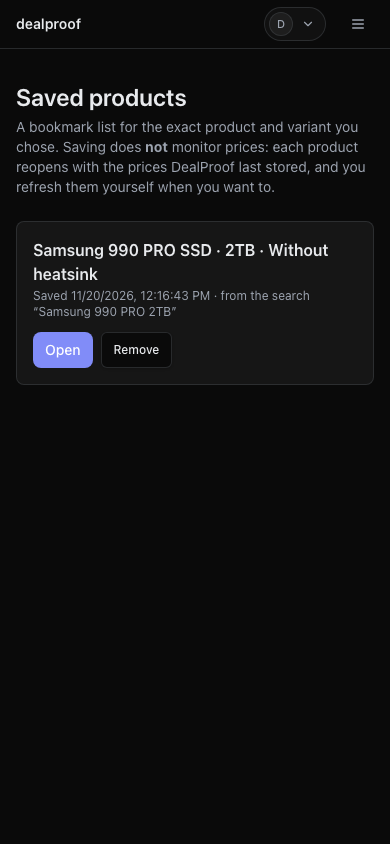 dealproof
D
Saved products
A bookmark list for the exact product and variant you
chose. Saving does not monitor prices: each product
reopens with the prices DealProof last stored, and you
refresh them yourself when you want to.
Samsung 990 PRO SSD · 2TB · Without
heatsink
Saved 11/20/2026, 12:16:43 PM · from the search
“Samsung 990 PRO 2TB”
Open
Remove